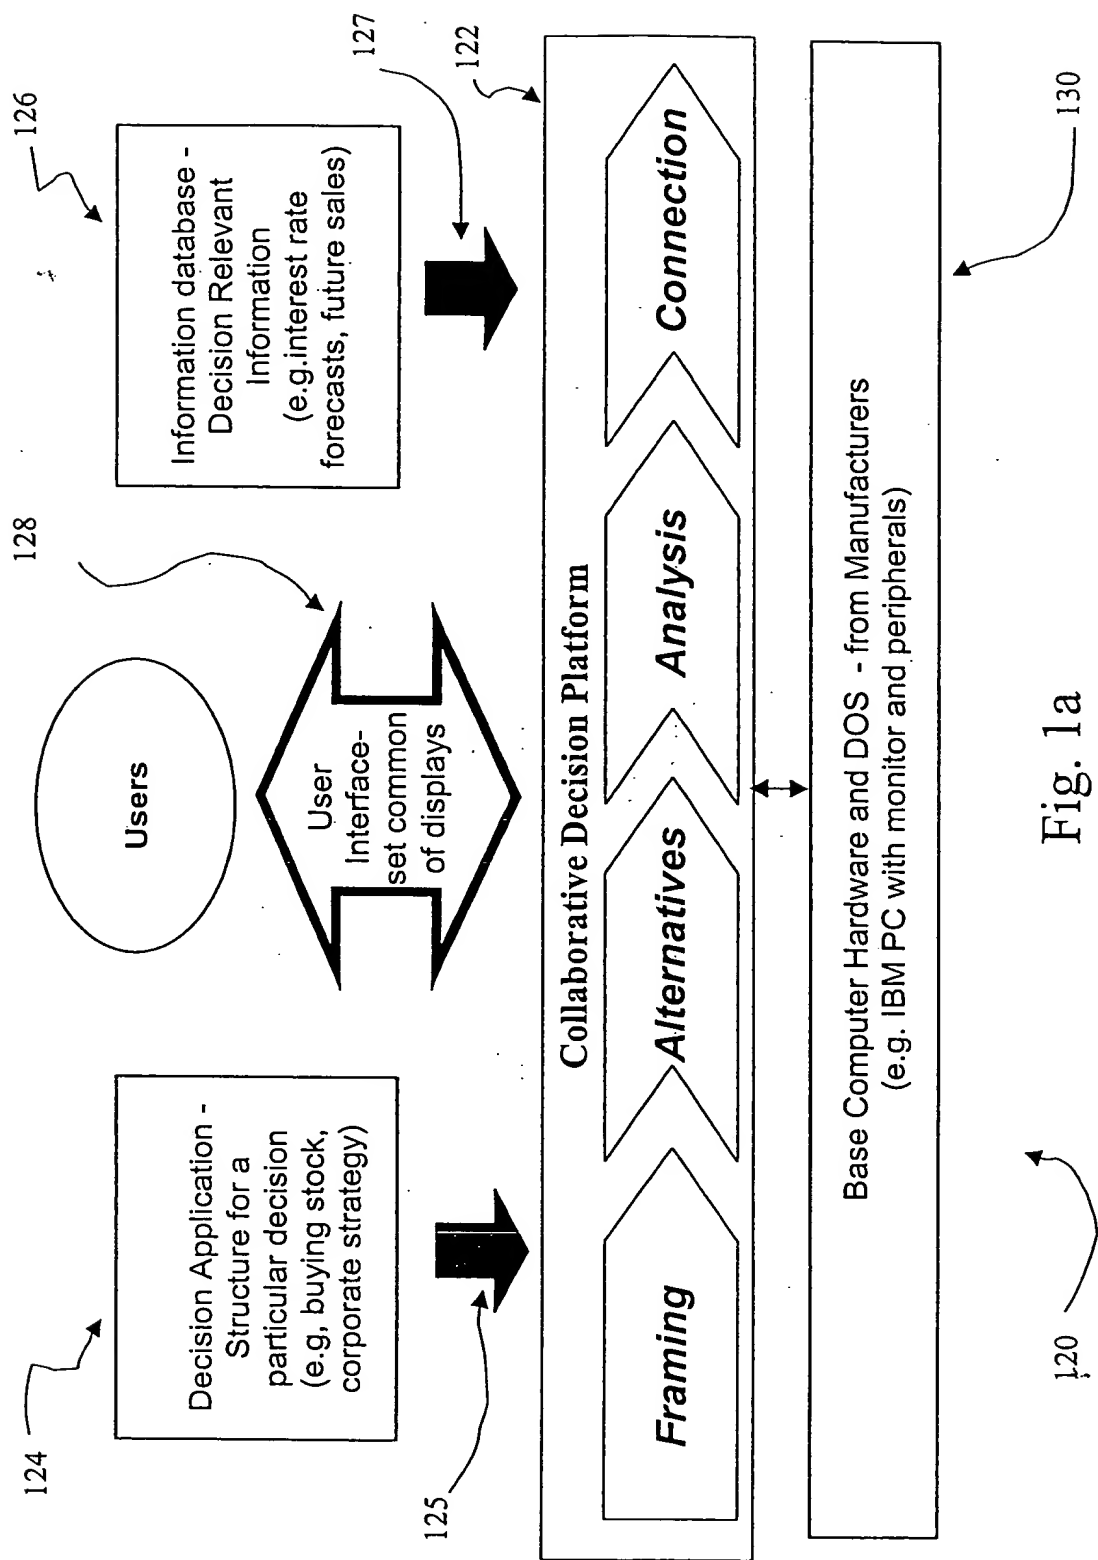 126
127
122
128
124
125
Users
Information database -
Decision Relevant
Information
(e.g.interest rate
forecasts, future sales)
User
Interface-
set common
of displays
Decision Application -
Structure for a
particular decision
(e.g, buying stock,
corporate strategy)
Collaborative Decision Platform
Framing
Alternatives
Analysis
Connection
Base Computer Hardware and DOS - from Manufacturers
(e.g. IBM PC with monitor and peripherals)
130
120
Fig. 1a